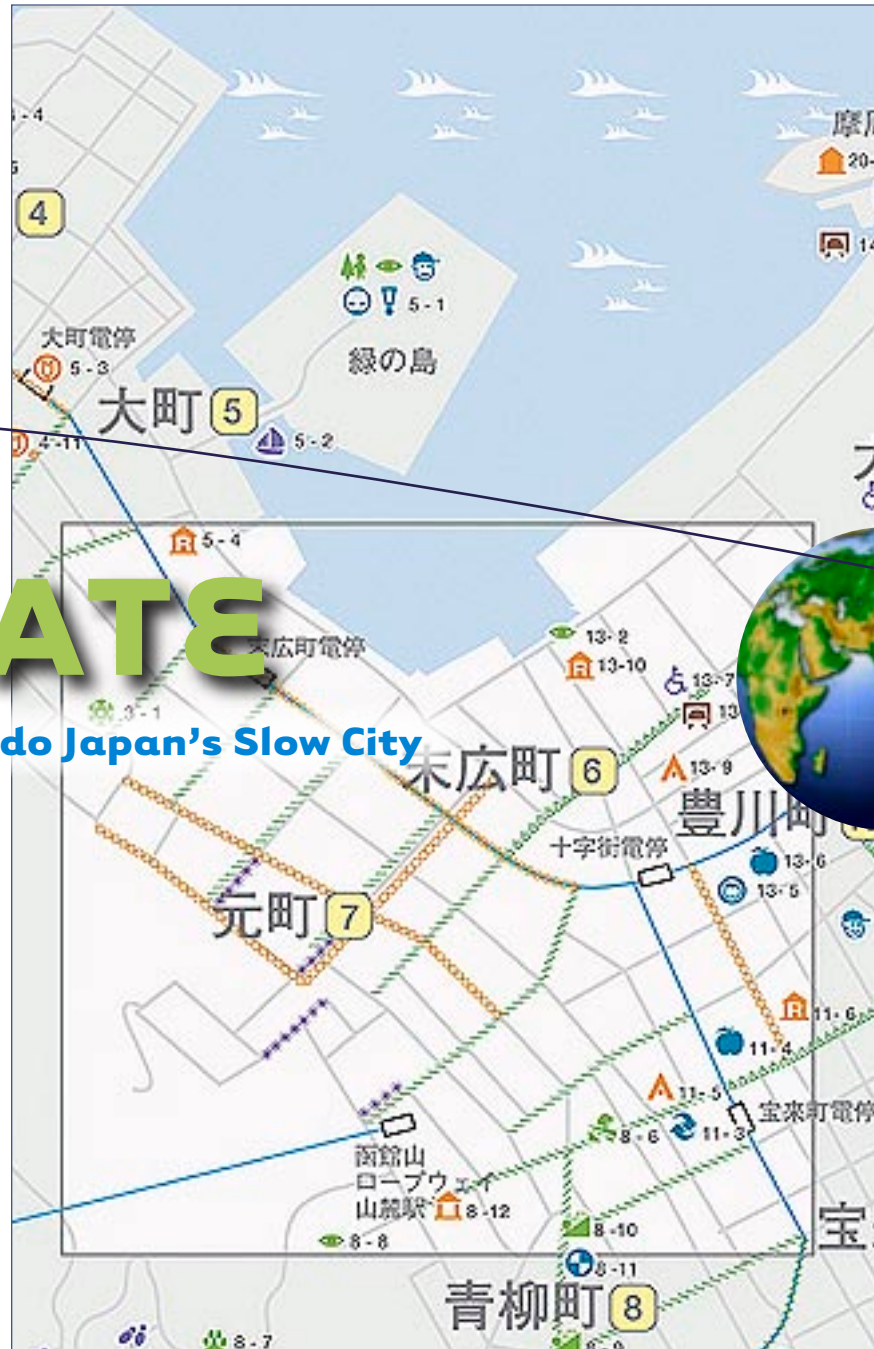 - 4
4
20-
14
5 - 1
緑の島
大町電停
5 - 3
大町 5
5 - 2
4 -11
5 - 4
ATE
末広町電停
13- 2
13-10
13- 7
13
3 - 1
do Japan's Slow City
末広町 6
13- 9
豊川町
十字街電停
13- 6
13- 5
元町 7
11- 6
11- 4
11- 5
宝来町電停
8 - 6
11- 3
函館山
ロープウェイ
山麓駅
8 -12
8 -10
8 - 8
宝
8 -11
青柳町 8
8 - 7
8 - 9